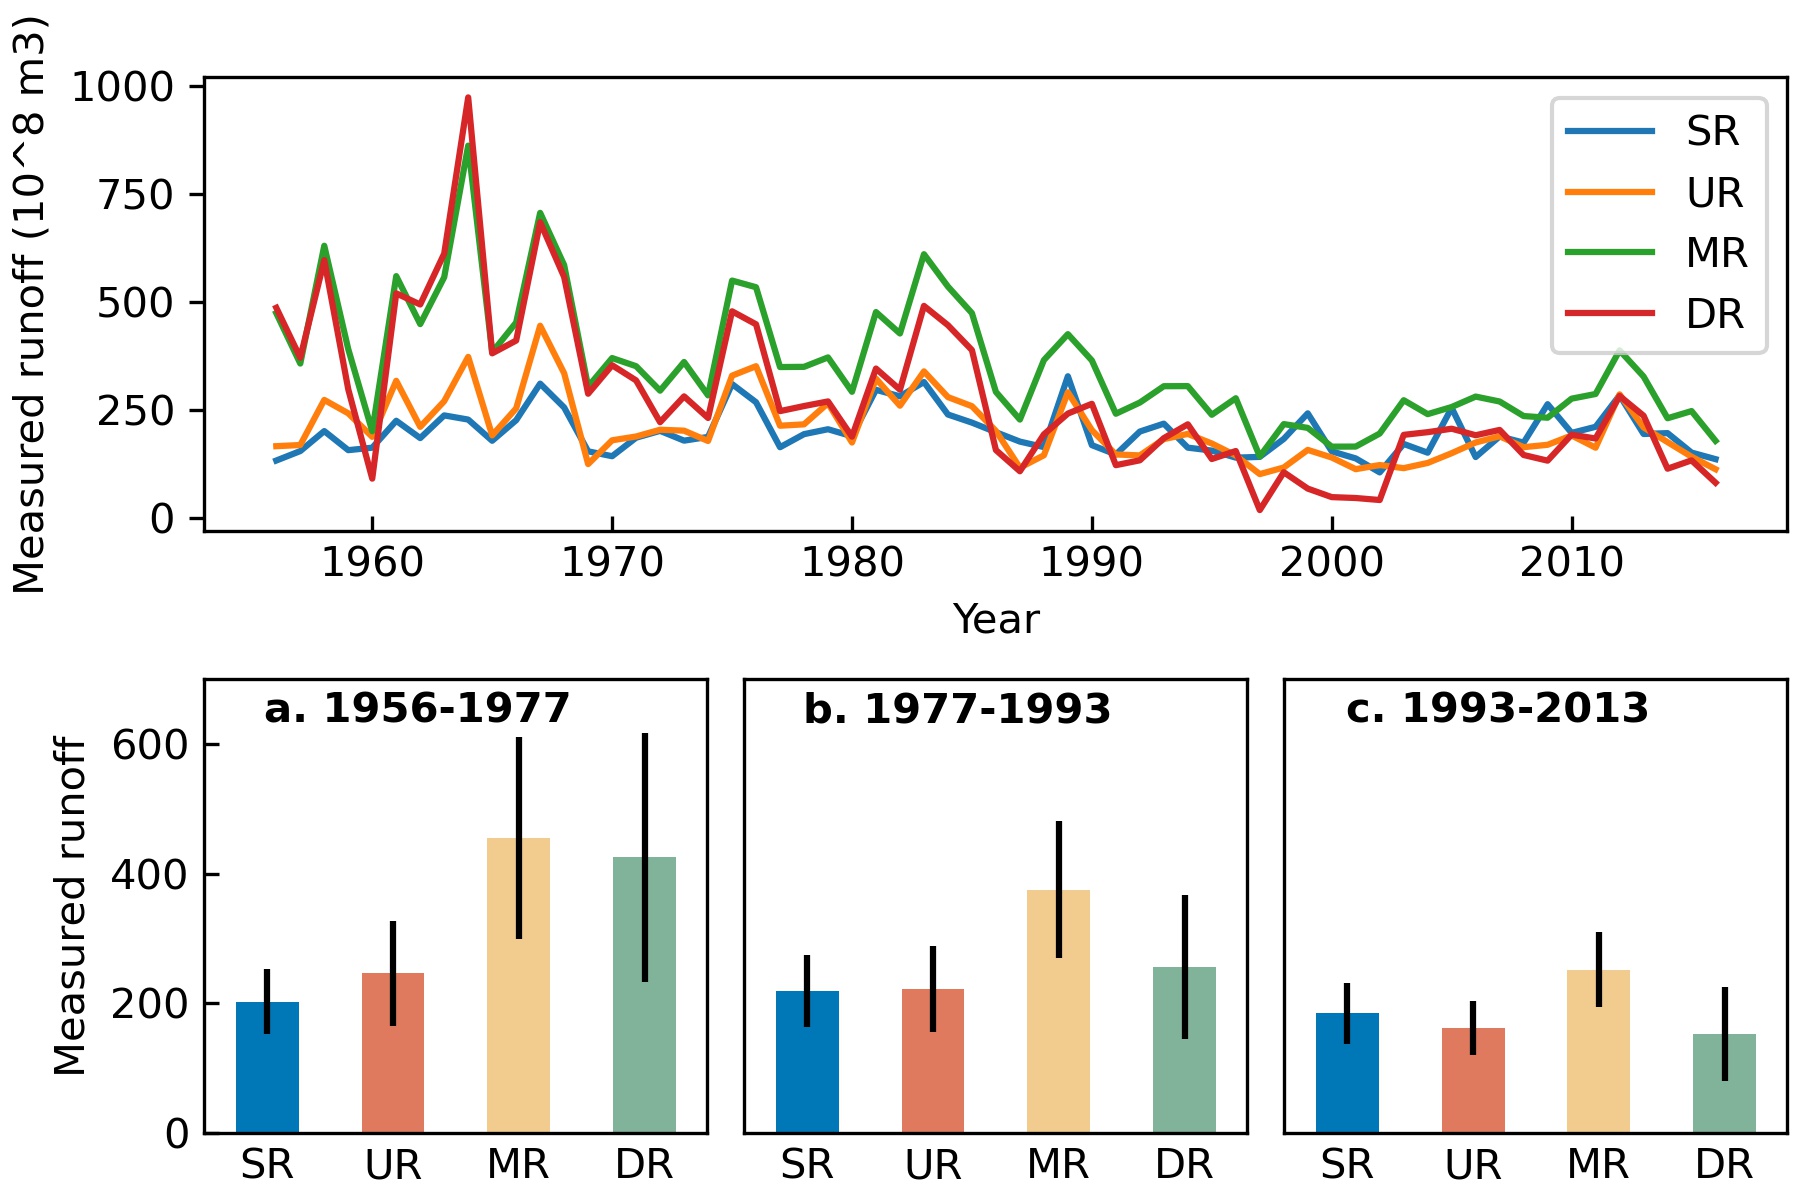 Measured runoff (10^8 m3)
1000
750
500
250
0
SR
UR
MR
DR
1960 1970 1980 1990 2000 2010
Year
Measured runoff
600
400
200
0
a. 1956-1977
b. 1977-1993
c. 1993-2013
SR UR MR DR
SR UR MR DR
SR UR MR DR